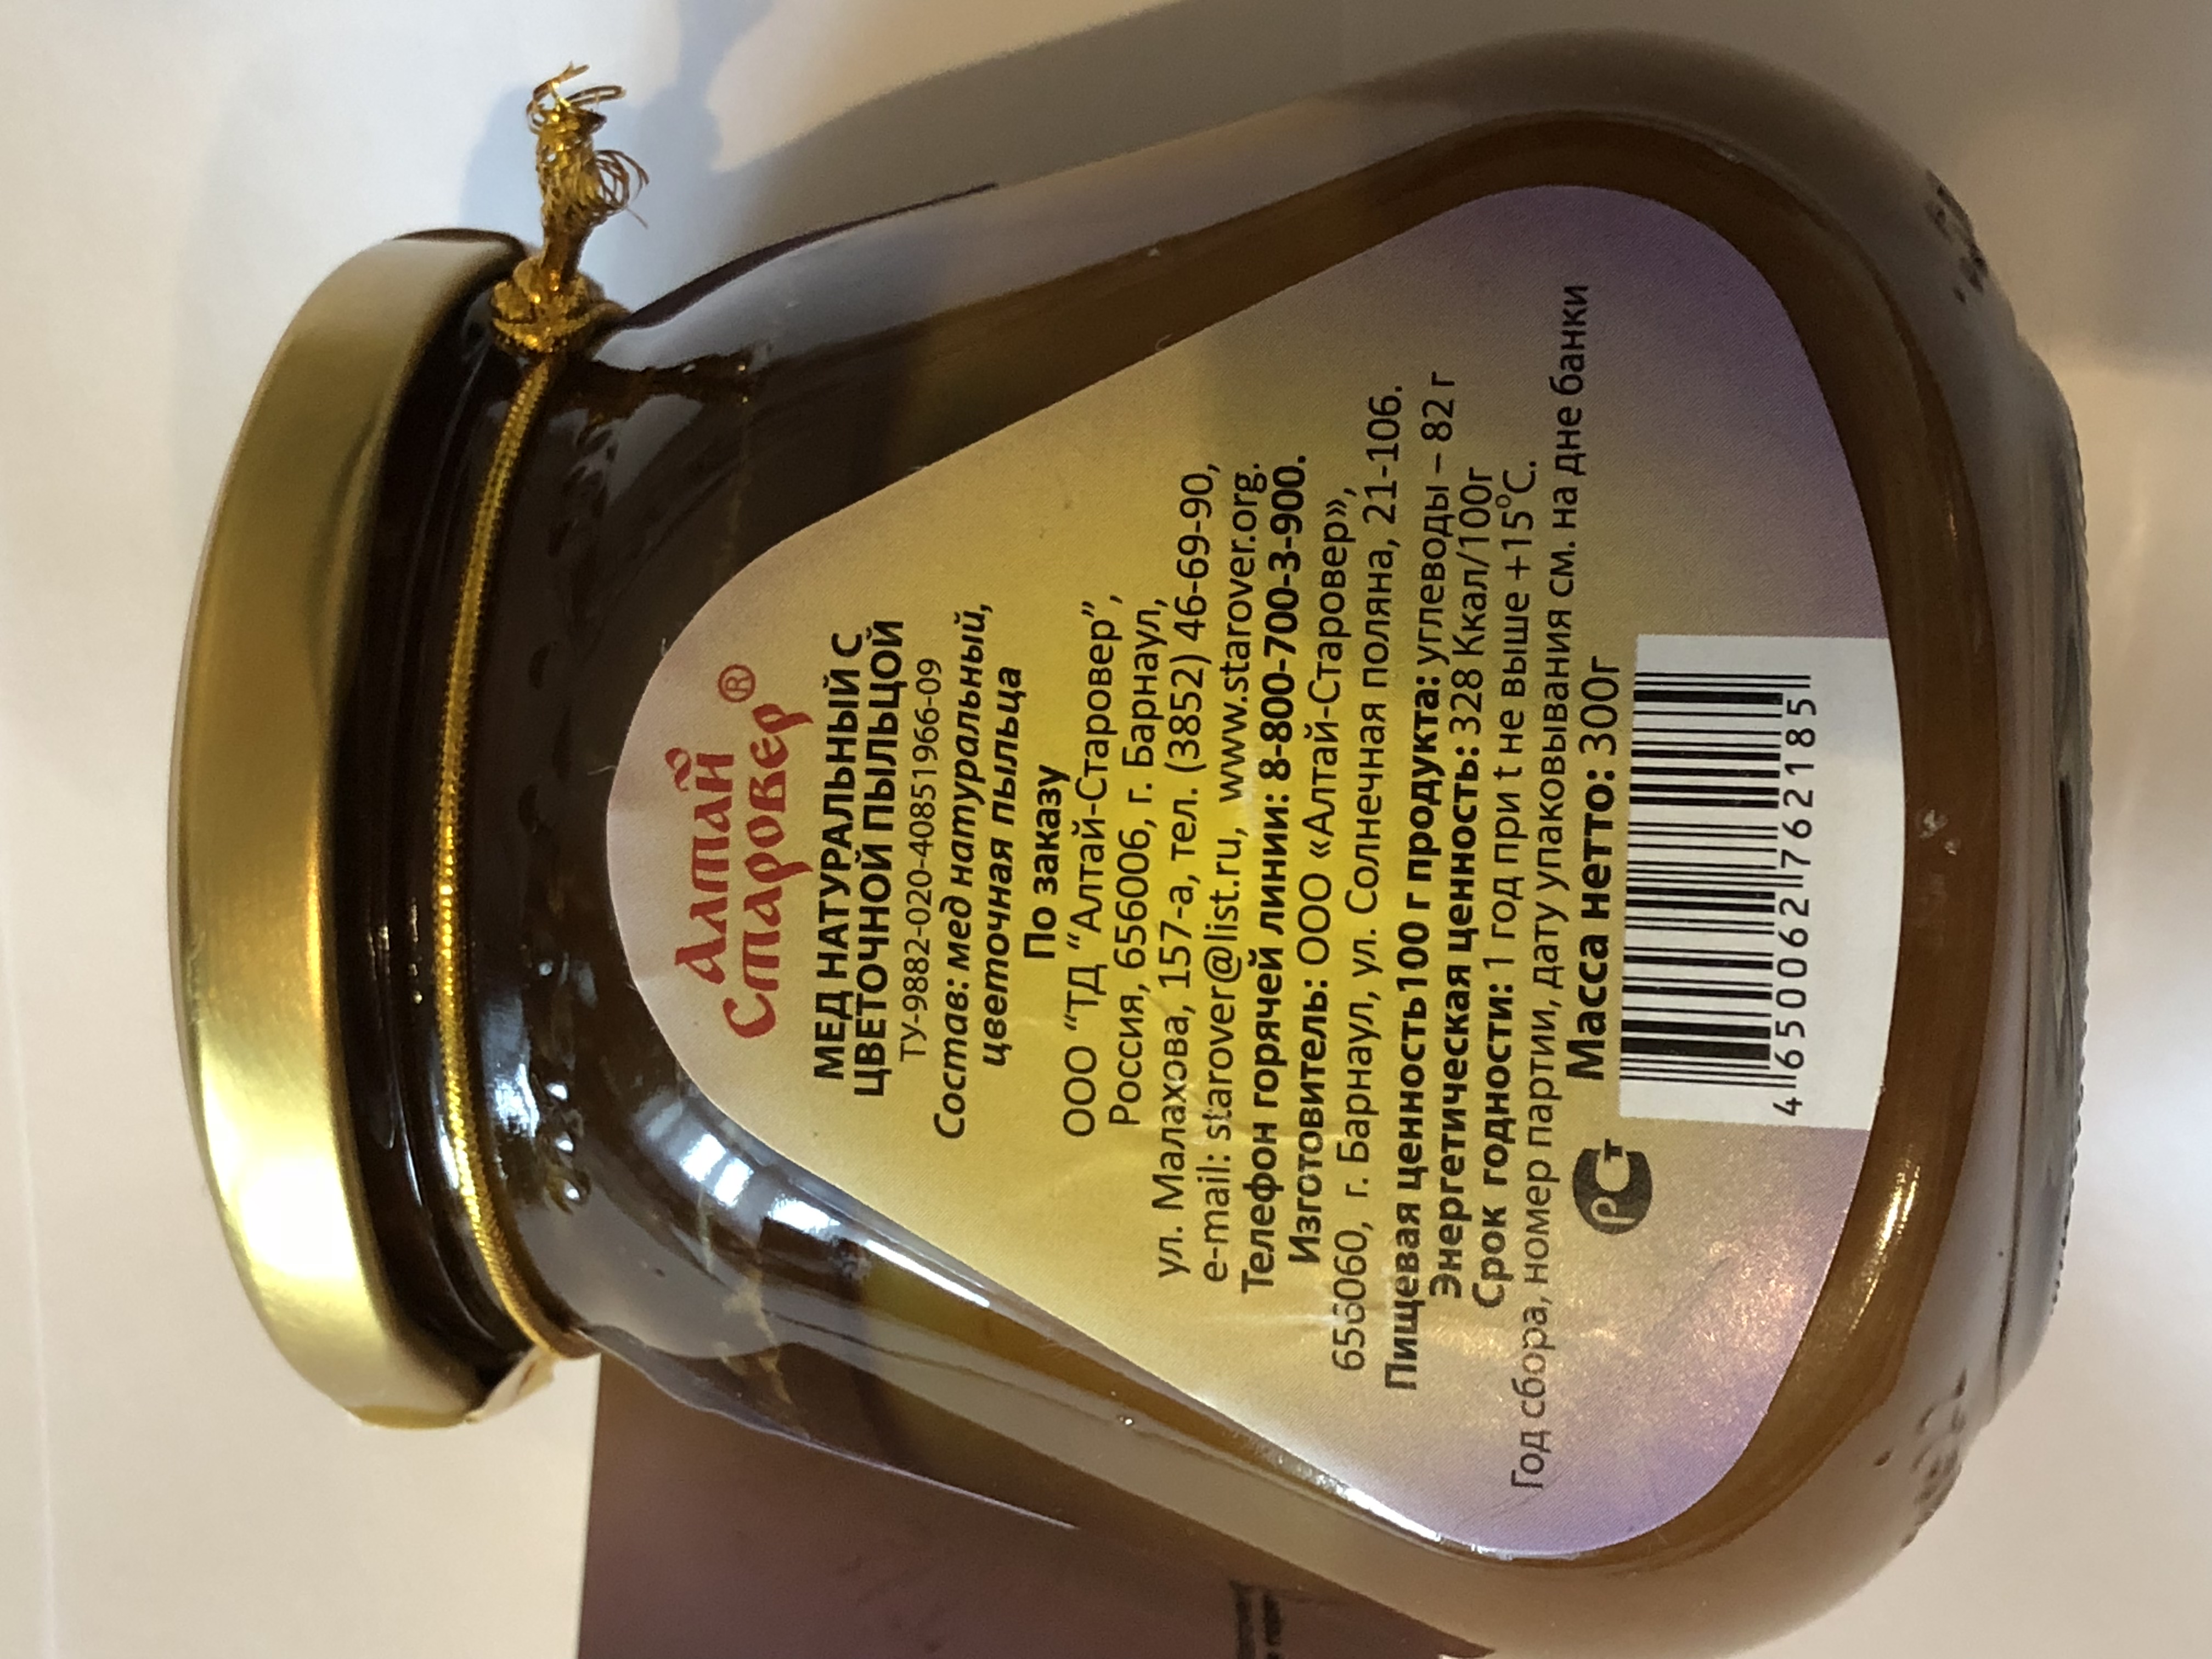 Алтай
Старовер®
МЕД НАТУРАЛЬНЫЙ С
ЦВЕТОЧНОЙ ПЫЛЬЦОЙ
ТУ-9882-020-40851966-09
Состав: мед натуральный,
цветочная пыльца
По заказу
ООО “ТД “Алтай-Старовер”,
Россия, 656006, г. Барнаул,
ул. Малахова, 157-а, тел. (3852) 46-69-90,
e-mail: starover@list.ru, www.starover.org.
Телефон горячей линии: 8-800-700-3-900.
Изготовитель: ООО «Алтай-Старовер»,
656060, г. Барнаул, ул. Солнечная поляна, 21-106.
Пищевая ценность100 г продукта: углеводы – 82 г
Энергетическая ценность: 328 Ккал/100г
Срок годности: 1 год при t не выше +15°С.
Год сбора, номер партии, дату упаковывания см. на дне банки
Масса нетто: 300г
РСТ
4650062762185